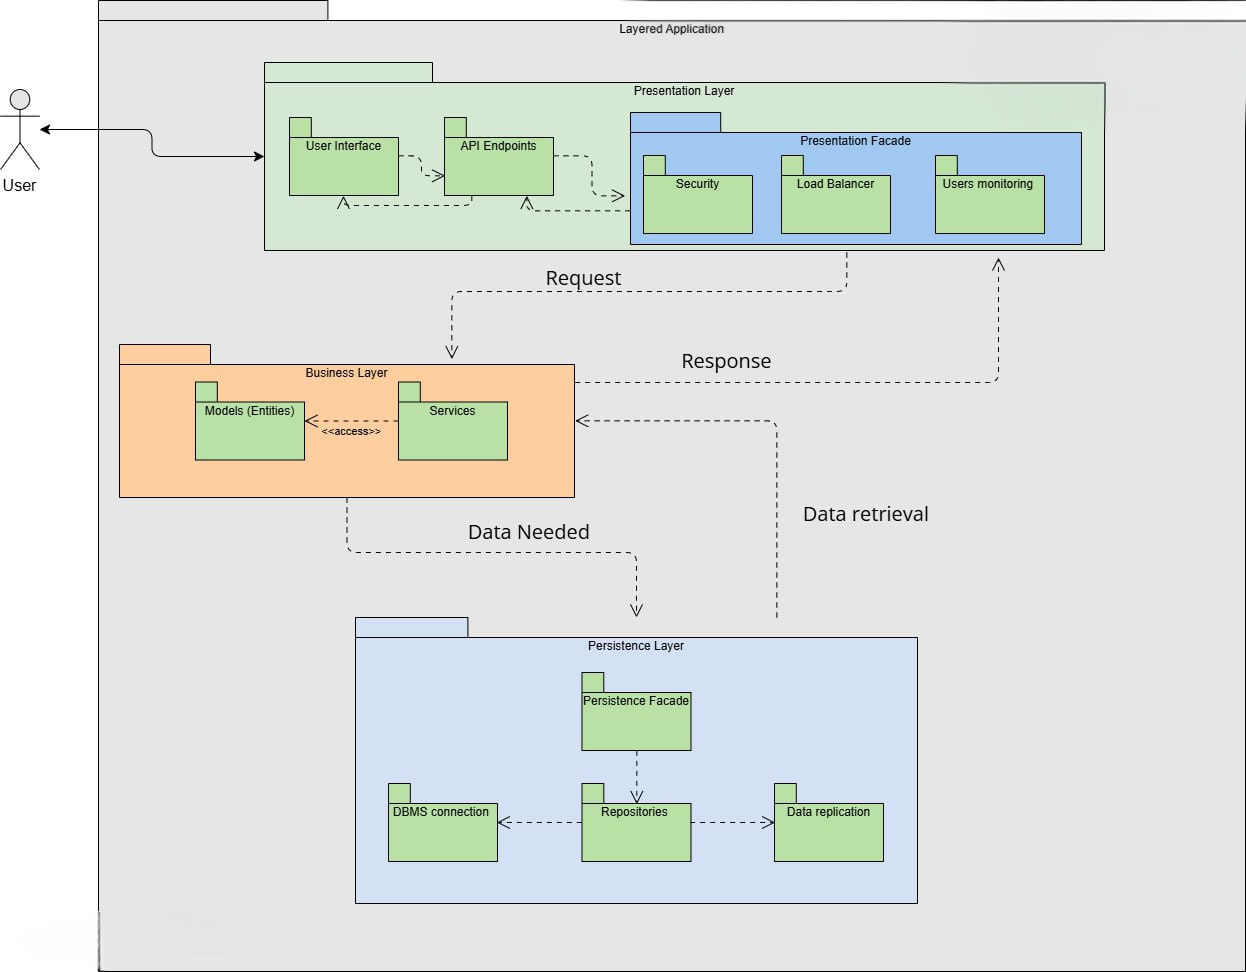 Layered Application
Presentation Layer
User
User Interface
API Endpoints
Presentation Facade
Security
Load Balancer
Users monitoring
Request
Response
Business Layer
Models (Entities)
Services
<<access>>
Data Needed
Data retrieval
Persistence Layer
Persistence Facade
DBMS connection
Repositories
Data replication